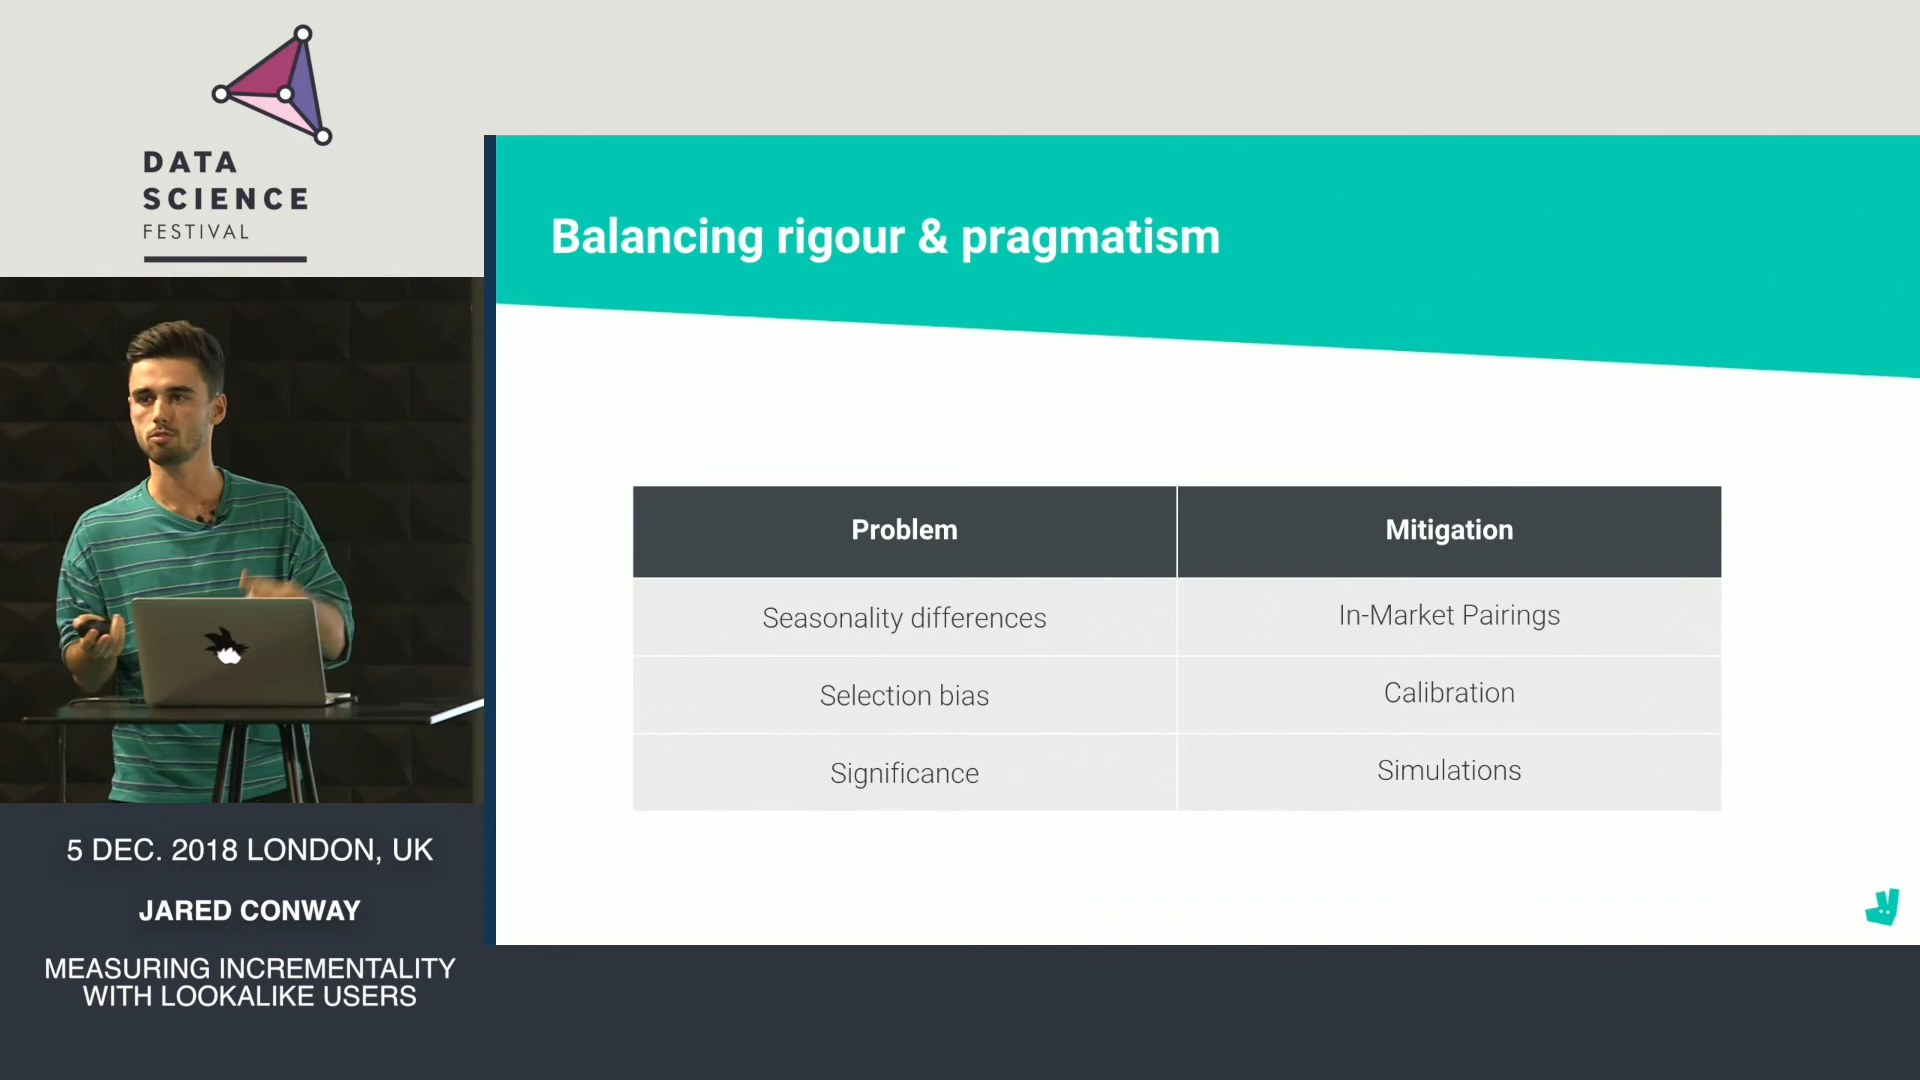 DATA
SCIENCE
FESTIVAL
Balancing rigour & pragmatism
Problem
Mitigation
Seasonality differences
In-Market Pairings
Selection bias
Calibration
Significance
Simulations
5 DEC. 2018 LONDON, UK
JARED CONWAY
MEASURING INCREMENTALITY
WITH LOOKALIKE USERS